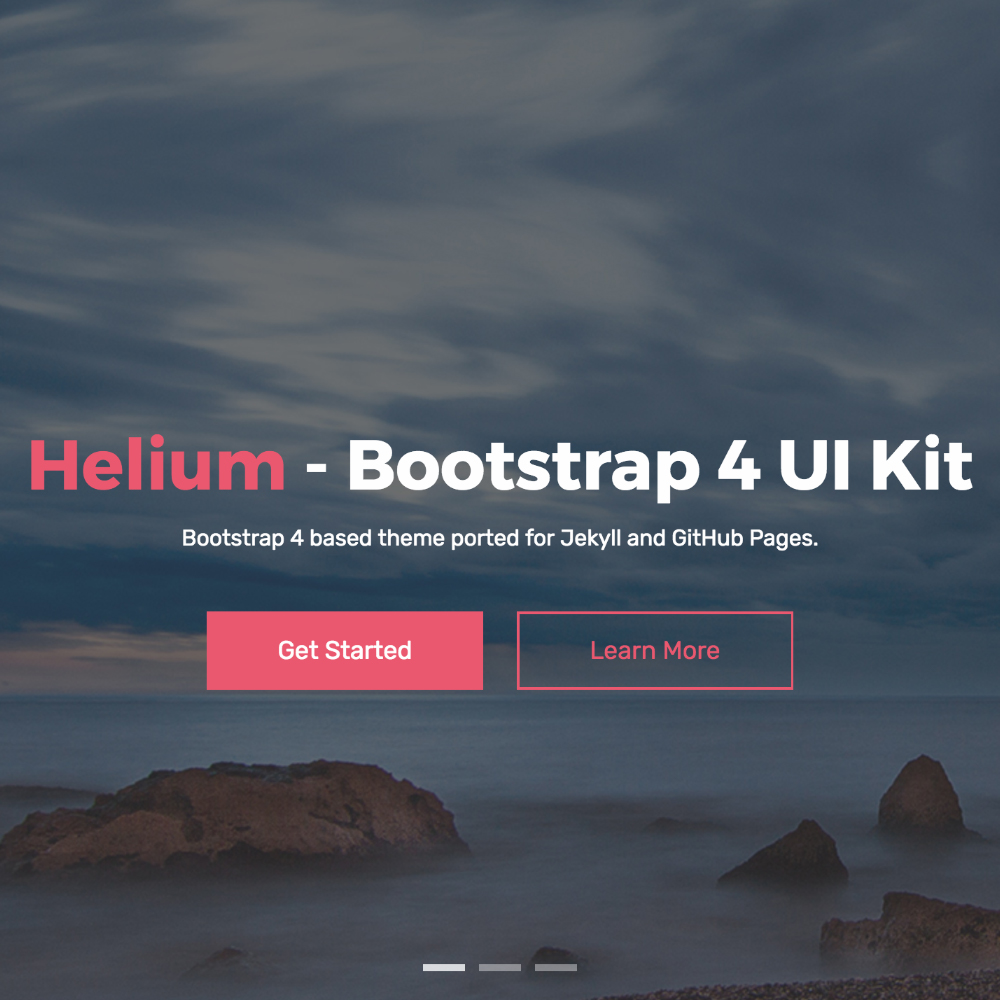 Helium - Bootstrap 4 UI Kit
Bootstrap 4 based theme ported for Jekyll and GitHub Pages.
Get Started
Learn More